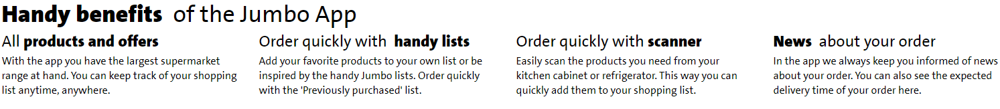 Handy benefits of the Jumbo App
All products and offers
With the app you have the largest supermarket
range at hand. You can keep track of your shopping
list anytime, anywhere.
Order quickly with handy lists
Add your favorite products to your own list or be
inspired by the handy Jumbo lists. Order quickly
with the 'Previously purchased' list.
Order quickly with scanner
Easily scan the products you need from your
kitchen cabinet or refrigerator. This way you can
quickly add them to your shopping list.
News about your order
In the app we always keep you informed of news
about your order. You can also see the expected
delivery time of your order here.